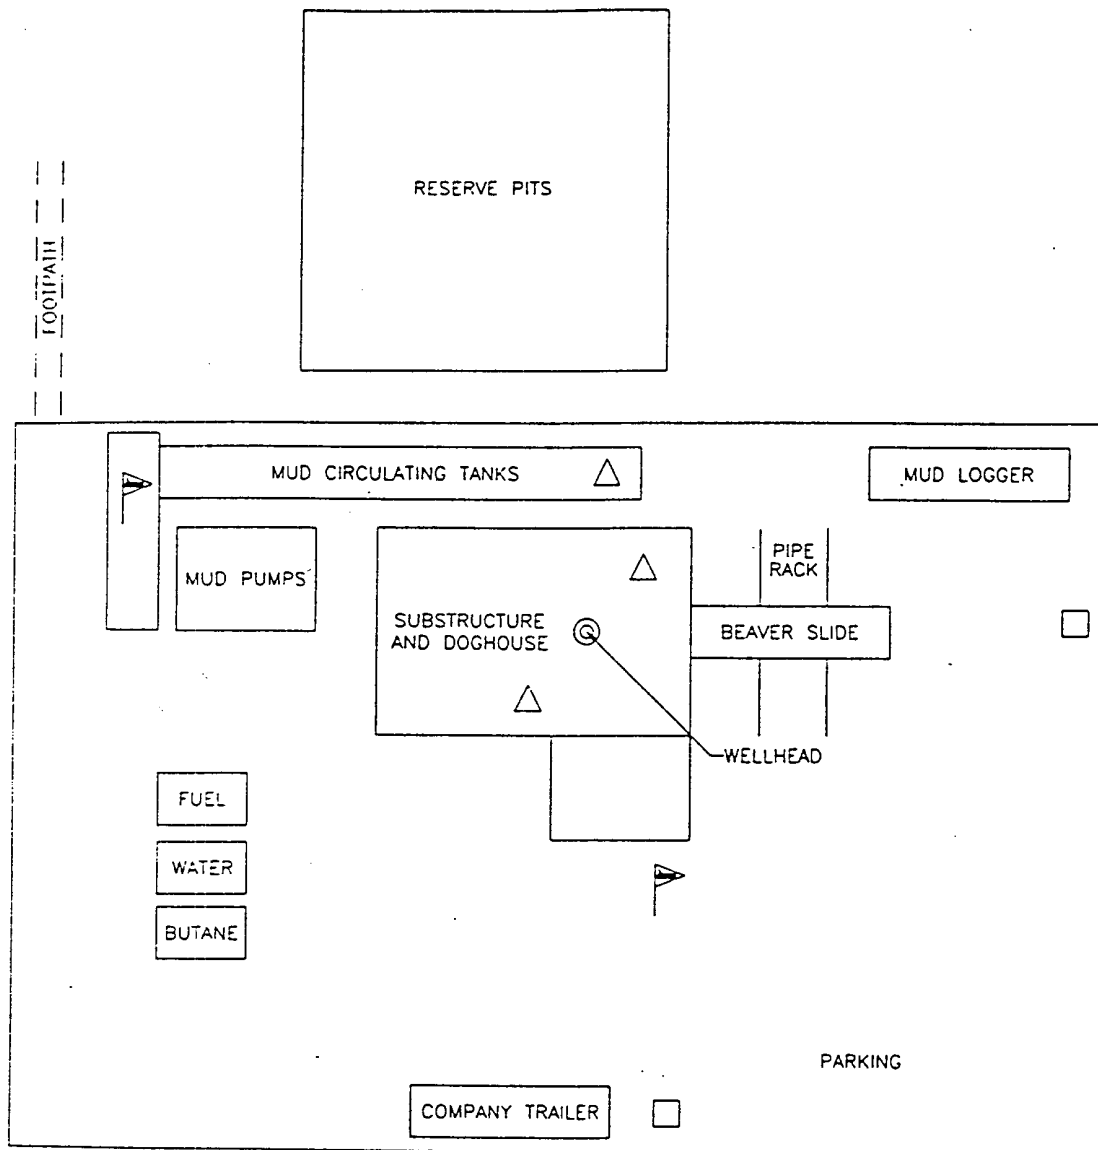 RESERVE PITS
FOOTPATH
MUD CIRCULATING TANKS
MUD LOGGER
MUD PUMPS
PIPE
RACK
SUBSTRUCTURE
AND DOGHOUSE
BEAVER SLIDE
WELLHEAD
FUEL
WATER
BUTANE
PARKING
COMPANY TRAILER